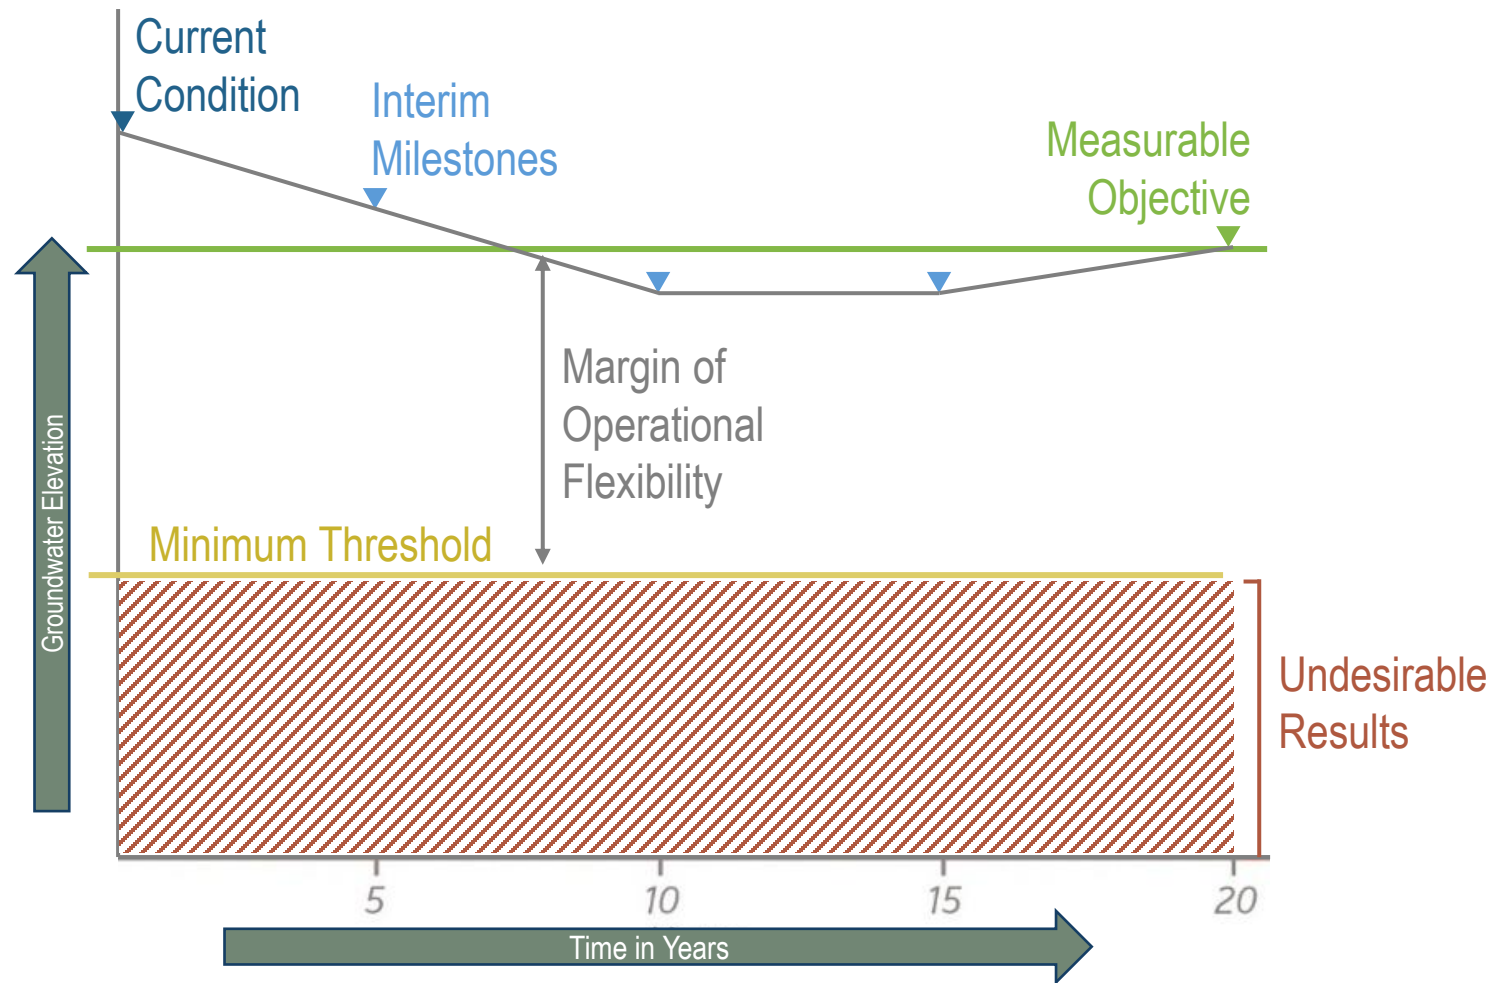 Current
Condition
Interim
Milestones
Measurable
Objective
Margin of
Operational
Flexibility
Minimum Threshold
Groundwater Elevation
Undesirable
Results
5
10
15
20
Time in Years